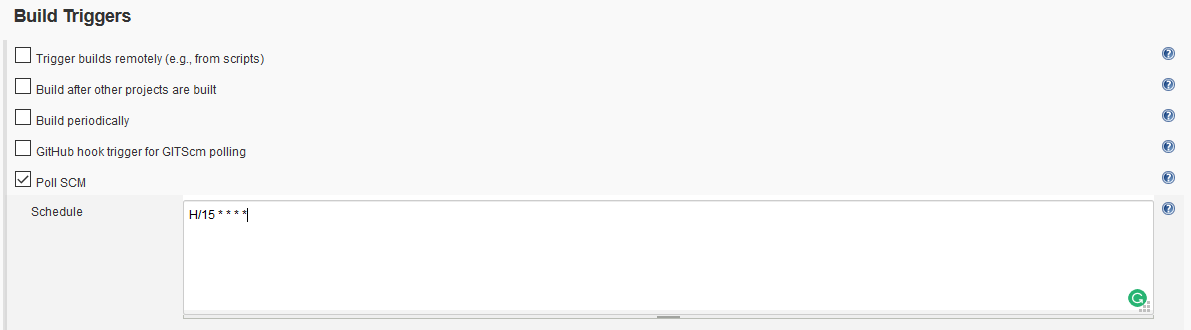 Build Triggers
Trigger builds remotely (e.g., from scripts)
Build after other projects are built
Build periodically
GitHub hook trigger for GITScm polling
Poll SCM
Schedule
H/15 * * * *